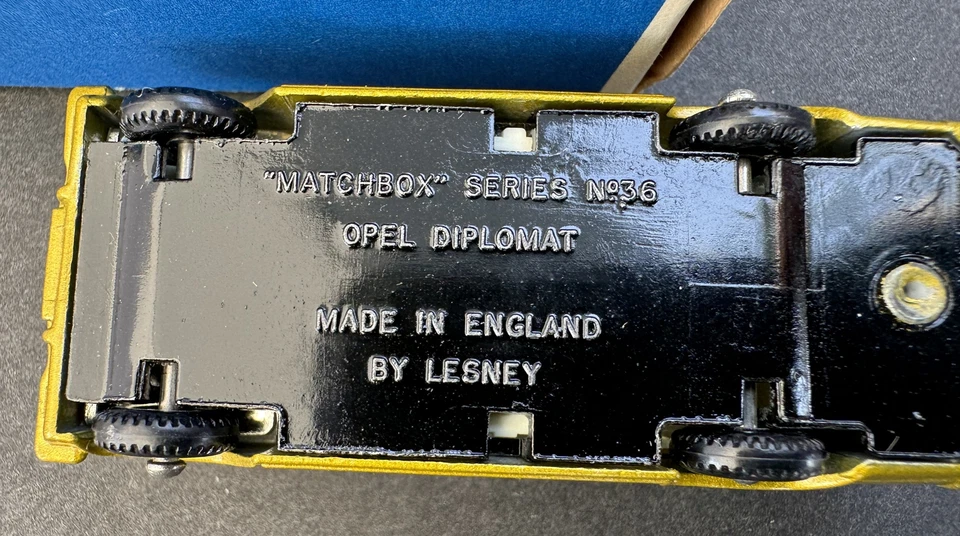 "MATCHBOX" SERIES Nº36
OPEL DIPLOMAT
MADE IN ENGLAND
BY LESNEY